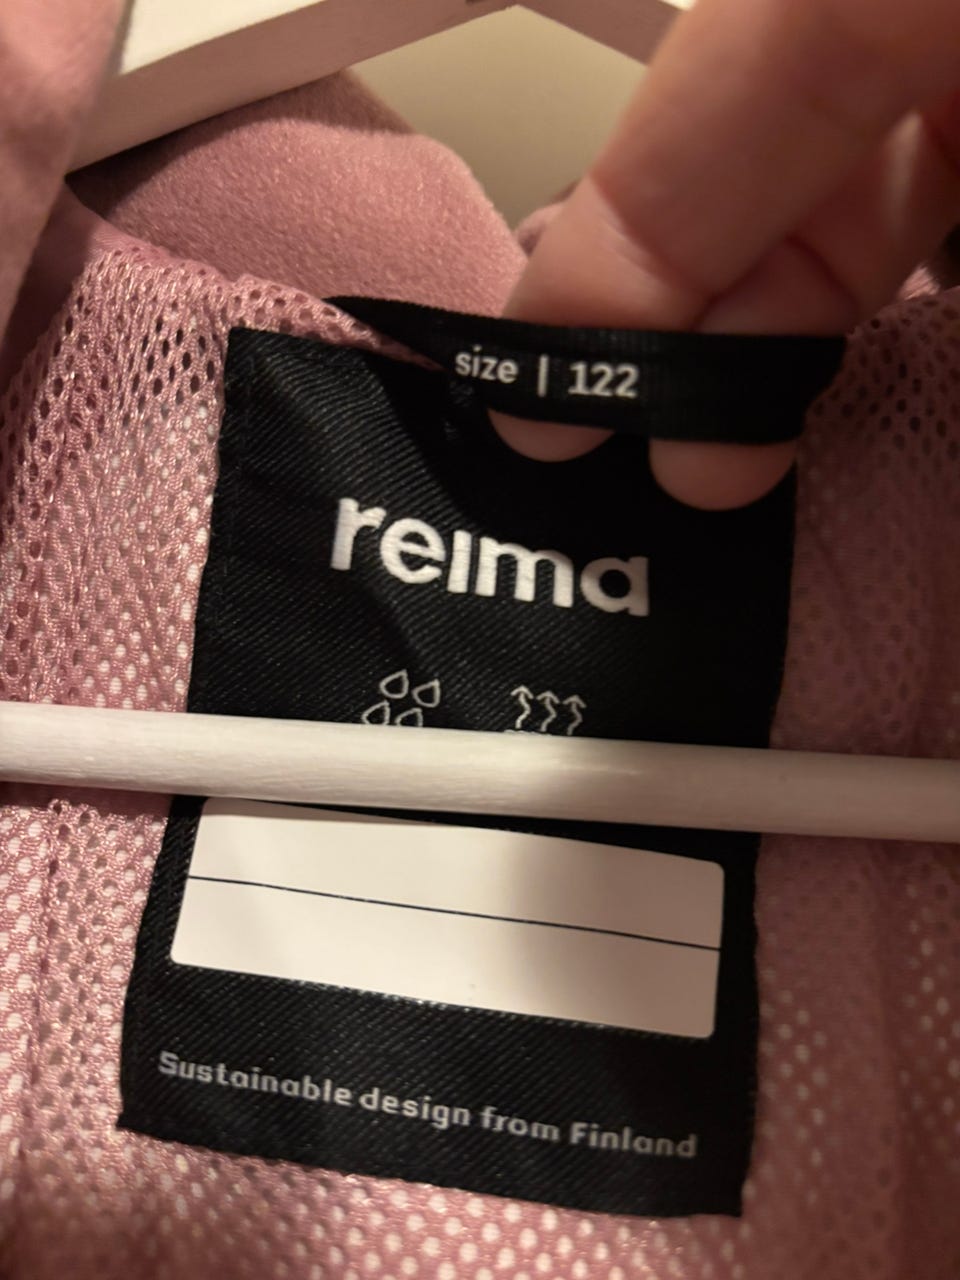 size | 122
reima
Sustainable design from Finland